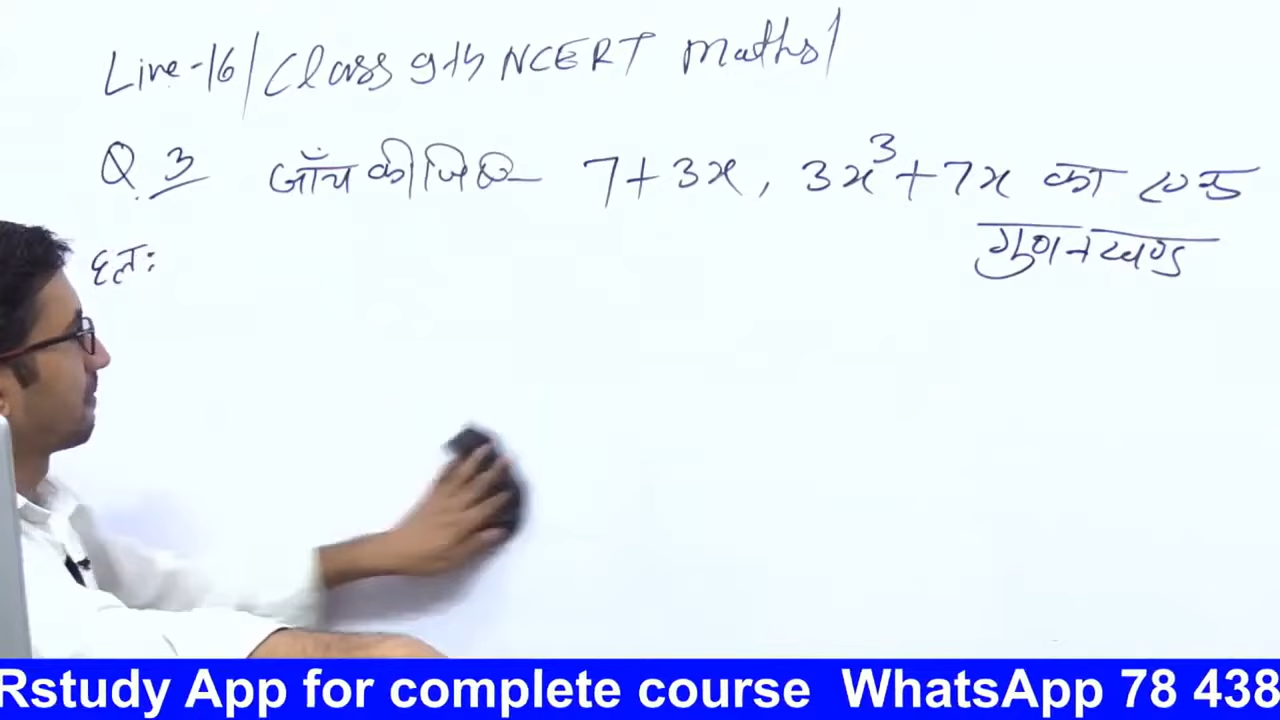 Live-16/Class 9th NCERT Maths/
Q. 3 जाँच कीजिए 7+3x, 3x³+7x का एक
गुणनखण्ड
हल:
Rstudy App for complete course WhatsApp 78 438